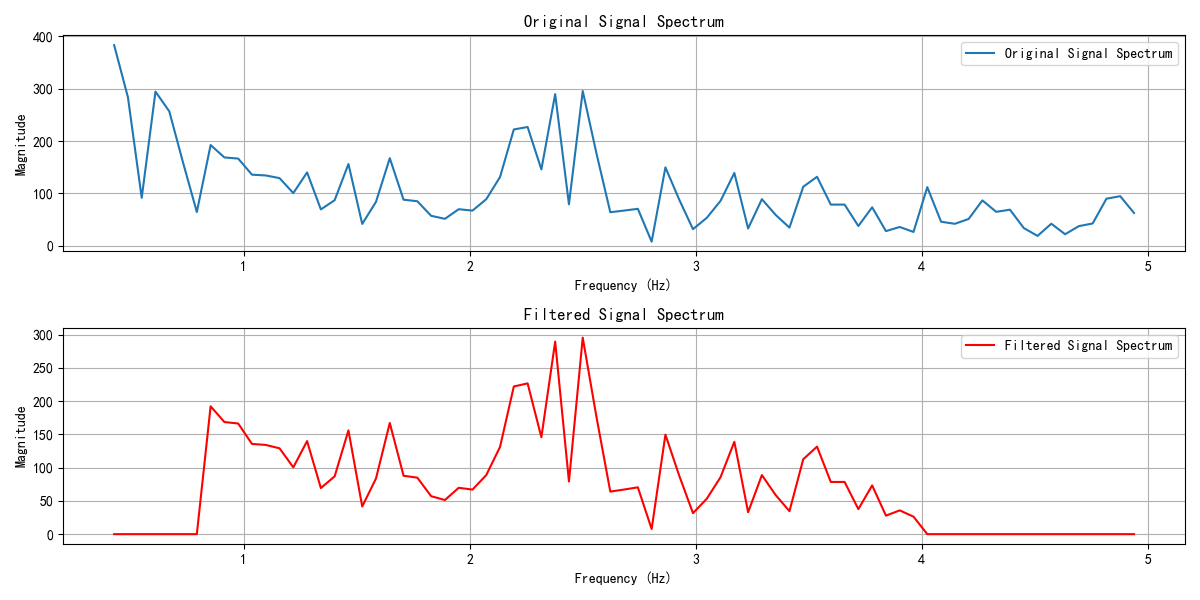 Original Signal Spectrum
400
300
200
100
0
Magnitude
Original Signal Spectrum
1 2 3 4 5
Frequency (Hz)
Filtered Signal Spectrum
300
250
200
150
100
50
0
Magnitude
Filtered Signal Spectrum
1 2 3 4 5
Frequency (Hz)